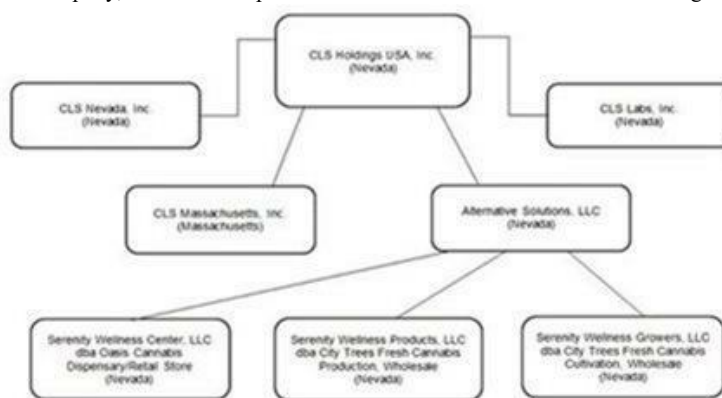 CLS Holdings USA, Inc.
(Nevada)
CLS Nevada, Inc.
(Nevada)
CLS Labs, Inc.
(Nevada)
CLS Massachusetts, Inc.
(Massachusetts)
Alternative Solutions, LLC
(Nevada)
Serenity Wellness Center, LLC
dba Oasis Cannabis
Dispensary/Retail Store
(Nevada)
Serenity Wellness Products, LLC
dba City Trees Fresh Cannabis
Production, Wholesale
(Nevada)
Serenity Wellness Growers, LLC
dba City Trees Fresh Cannabis
Cultivation, Wholesale
(Nevada)